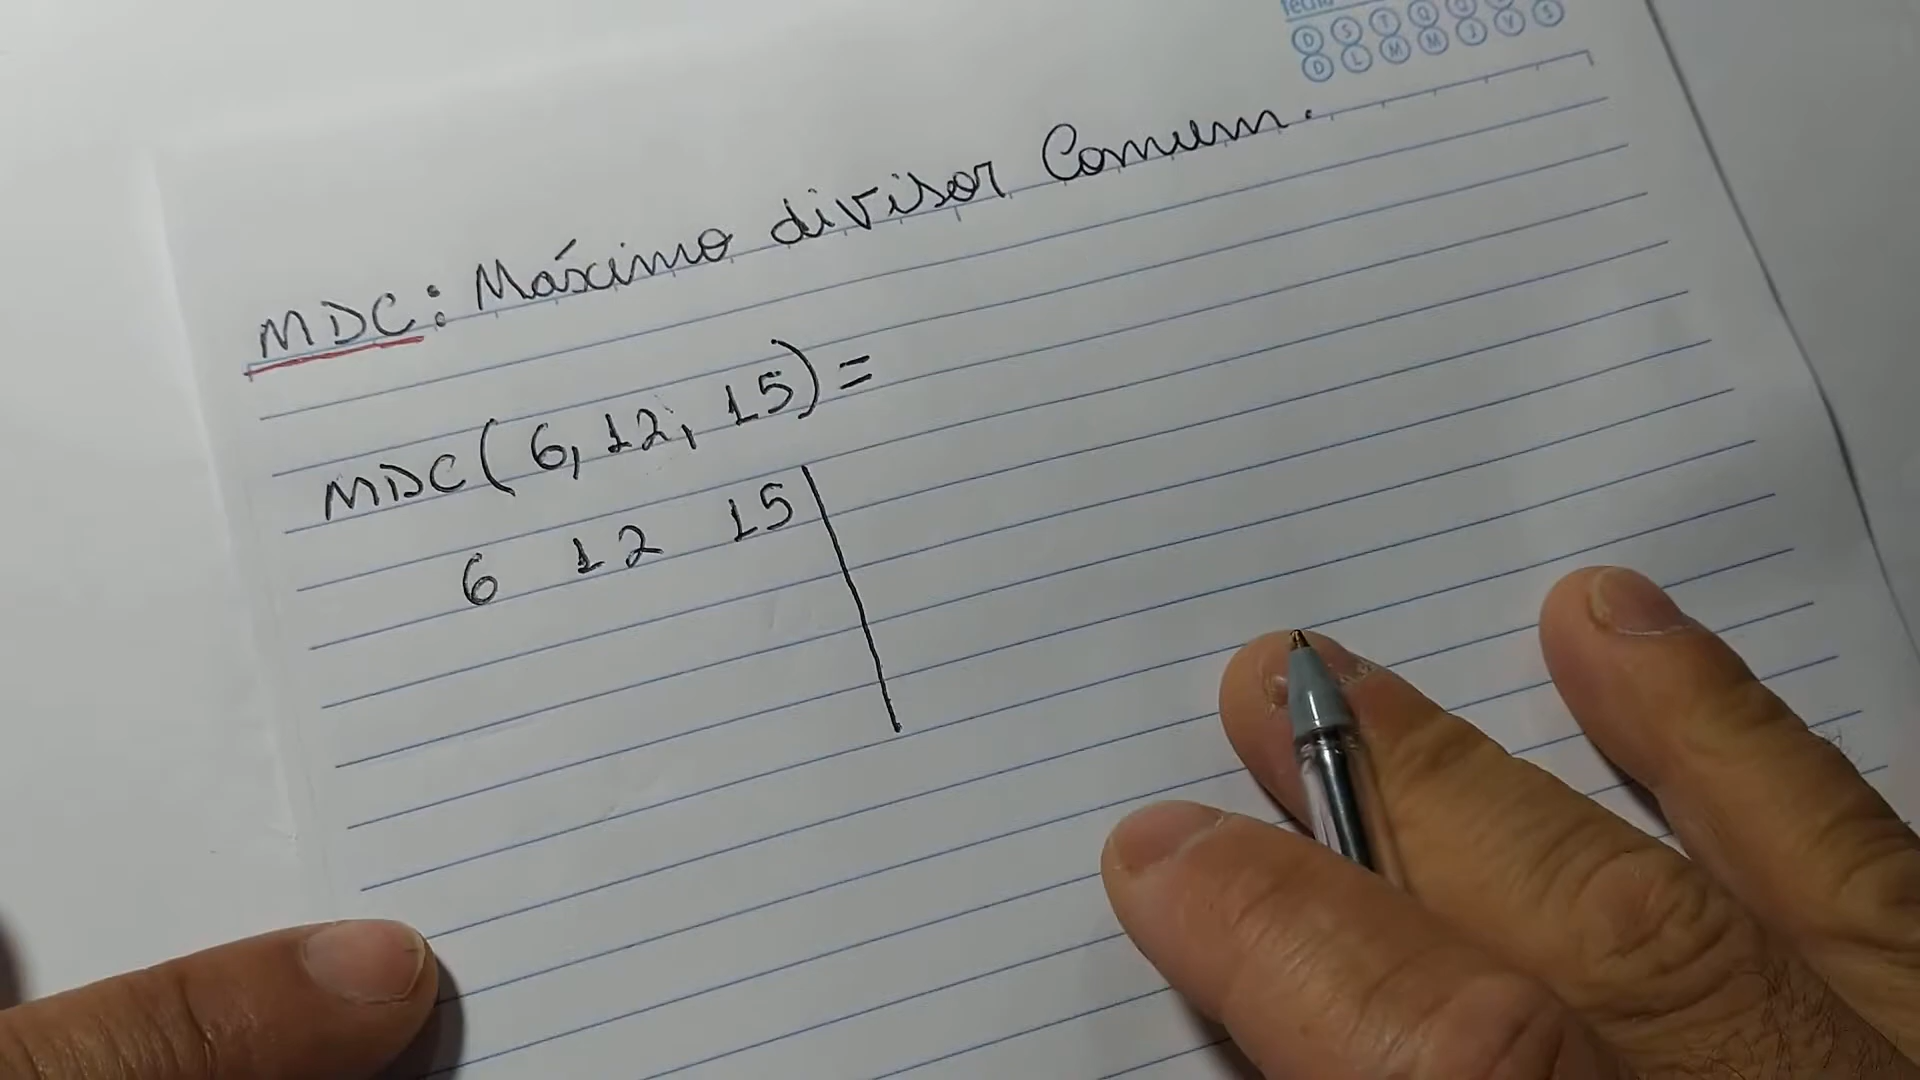 D S T Q Q
D L M M J V S
MDC: Máximo divisor Comum.
MDC(6, 12, 15)=
6 12 15